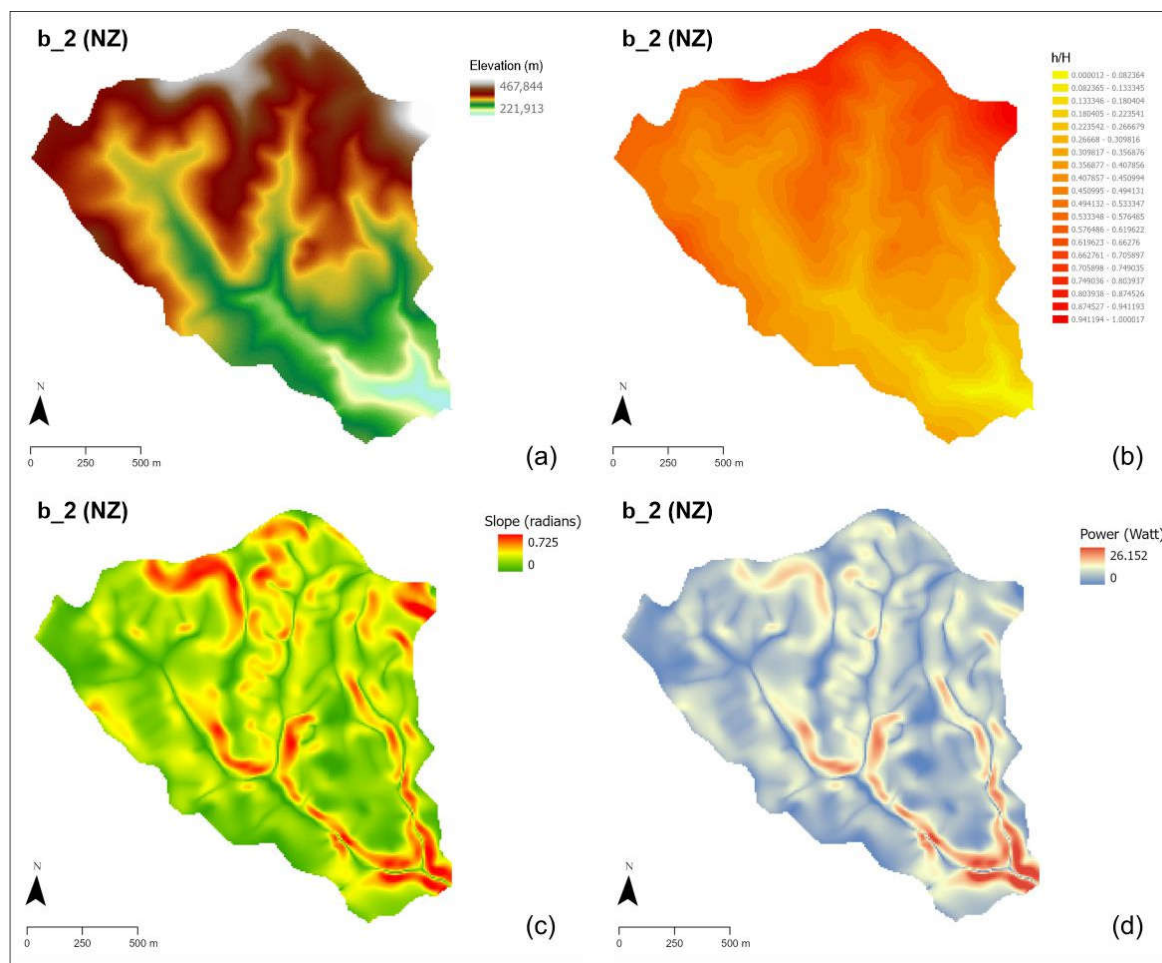 b_2 (NZ)
Elevation (m)
467,844
221,913
N
0 250 500 m
(a)
b_2 (NZ)
h/H
0.000012 - 0.082364
0.082365 - 0.133345
0.133346 - 0.180404
0.180405 - 0.223541
0.223542 - 0.266679
0.26668 - 0.309816
0.309817 - 0.356876
0.356877 - 0.407856
0.407857 - 0.450994
0.450995 - 0.494131
0.494132 - 0.533347
0.533348 - 0.576485
0.576486 - 0.619622
0.619623 - 0.66276
0.662761 - 0.705897
0.705898 - 0.749035
0.749036 - 0.803937
0.803938 - 0.874526
0.874527 - 0.941193
0.941194 - 1.000017
N
0 250 500 m
(b)
b_2 (NZ)
Slope (radians)
0.725
0
N
0 250 500 m
(c)
b_2 (NZ)
Power (Watt)
26.152
0
N
0 250 500 m
(d)